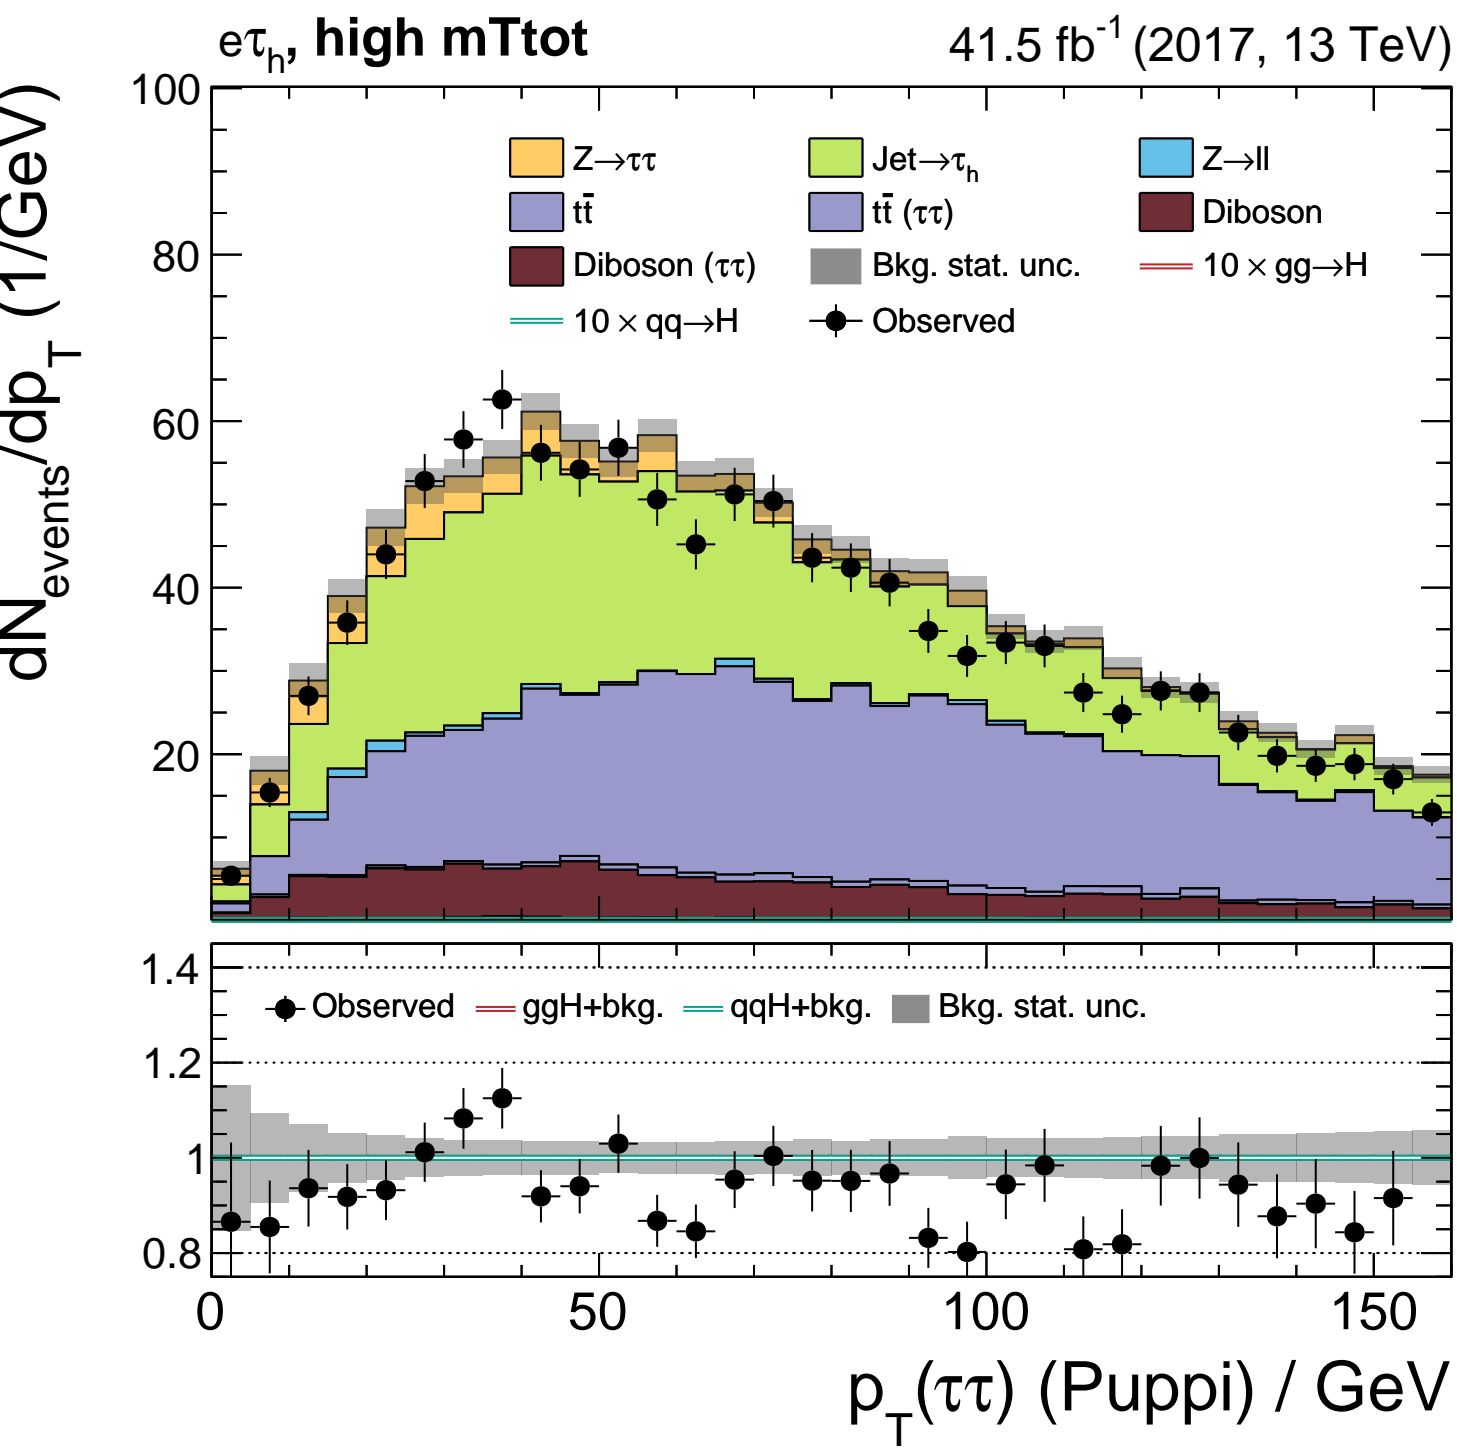 eτh, high mTtot 41.5 fb-1 (2017, 13 TeV)
dNevents/dpT (1/GeV)
100
80
60
40
20
Z→ττ Jet→τh Z→ll
tt̄ tt̄ (ττ) Diboson
Diboson (ττ) Bkg. stat. unc. 10 × gg→H
10 × qq→H Observed
1.4
1.2
1
0.8
Observed ggH+bkg. qqH+bkg. Bkg. stat. unc.
0 50 100 150
pT(ττ) (Puppi) / GeV